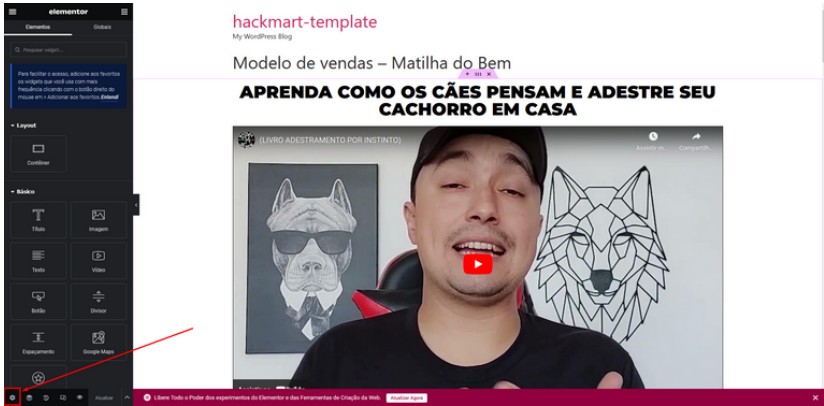 elementor
Elementos
Globais
Pesquisar widget...
Para facilitar o acesso, adicione aos favoritos
os widgets que você usa com mais
frequência clicando com o botão direito do
mouse em > Adicionar aos favoritos. Entendi
Layout
Contêiner
Básico
Título
Imagem
Texto
Vídeo
Botão
Divisor
Espaçamento
Google Maps
Atualizar
hackmart-template
My WordPress Blog
Modelo de vendas – Matilha do Bem
APRENDA COMO OS CÃES PENSAM E ADESTRE SEU
CACHORRO EM CASA
(LIVRO ADESTRAMENTO POR INSTINTO)
Assistir m...
Compartilh...
Libere Todo o Poder dos experimentos do Elementor e das Ferramentas de Criação da Web.
Atualizar Agora